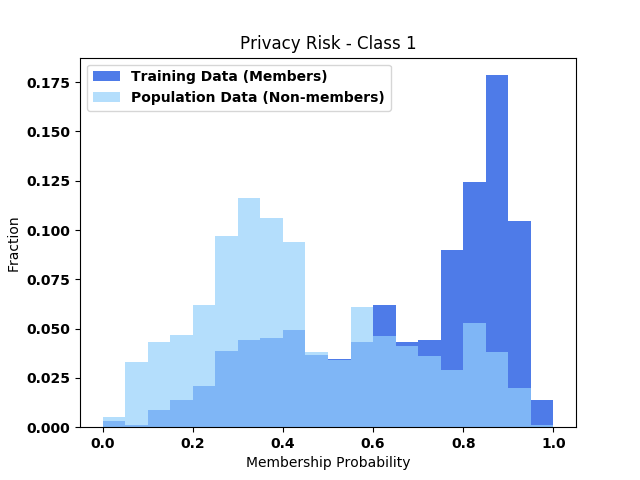 Privacy Risk - Class 1
Training Data (Members)
Population Data (Non-members)
Fraction
0.175
0.150
0.125
0.100
0.075
0.050
0.025
0.000
0.0 0.2 0.4 0.6 0.8 1.0
Membership Probability